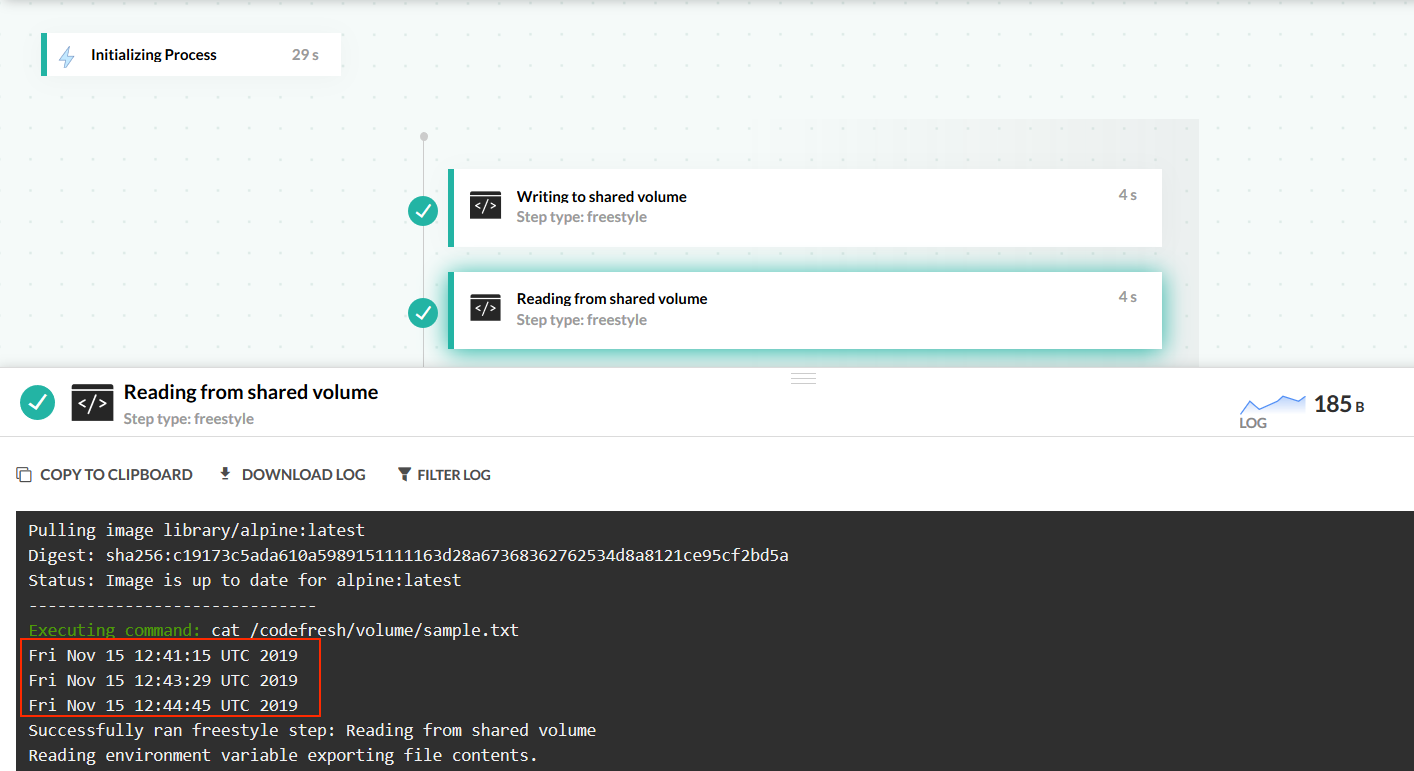 Initializing Process 29 s
Writing to shared volume 4 s
Step type: freestyle
Reading from shared volume 4 s
Step type: freestyle
Reading from shared volume
Step type: freestyle
LOG 185 B
COPY TO CLIPBOARD DOWNLOAD LOG FILTER LOG
Pulling image library/alpine:latest
Digest: sha256:c19173c5ada610a5989151111163d28a67368362762534d8a8121ce95cf2bd5a
Status: Image is up to date for alpine:latest
------------------------------
Executing command: cat /codefresh/volume/sample.txt
Fri Nov 15 12:41:15 UTC 2019
Fri Nov 15 12:43:29 UTC 2019
Fri Nov 15 12:44:45 UTC 2019
Successfully ran freestyle step: Reading from shared volume
Reading environment variable exporting file contents.